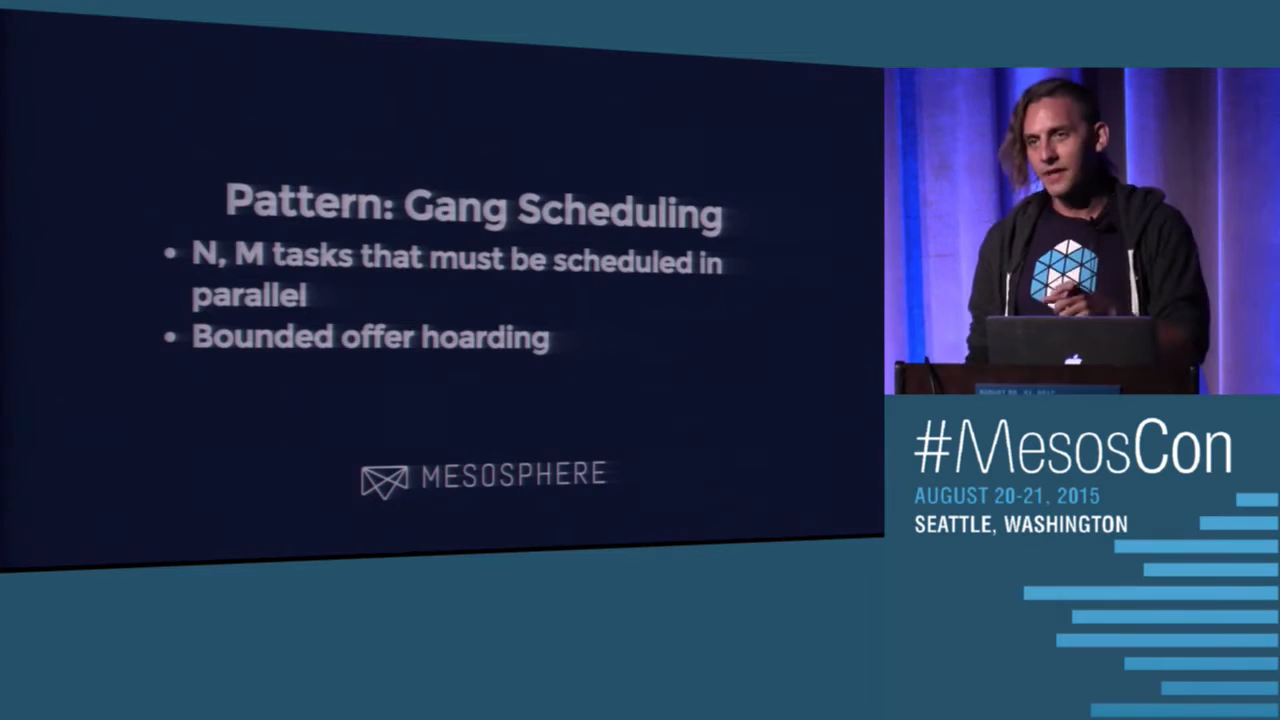 Pattern: Gang Scheduling
• N, M tasks that must be scheduled in
parallel
• Bounded offer hoarding
MESOSPHERE
#MesosCon
AUGUST 20-21, 2015
SEATTLE, WASHINGTON